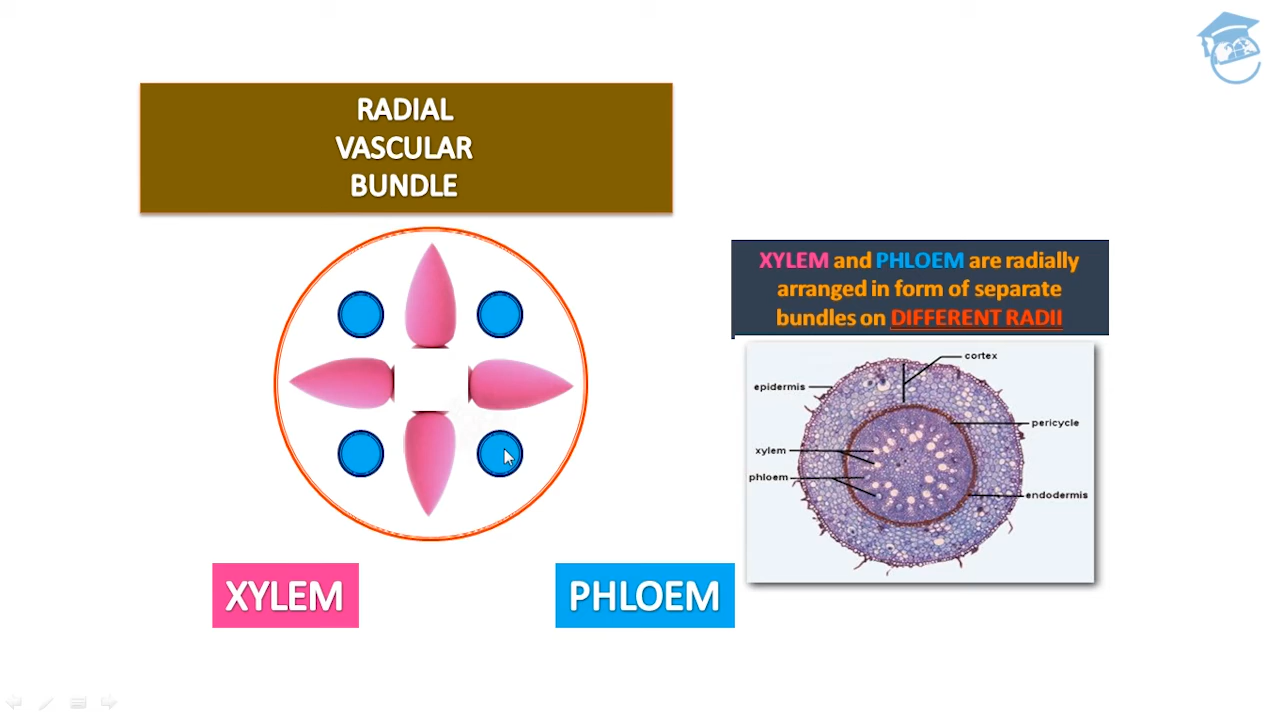 RADIAL
VASCULAR
BUNDLE
XYLEM and PHLOEM are radially
arranged in form of separate
bundles on DIFFERENT RADII
cortex
epidermis
pericycle
xylem
phloem
endodermis
XYLEM
PHLOEM